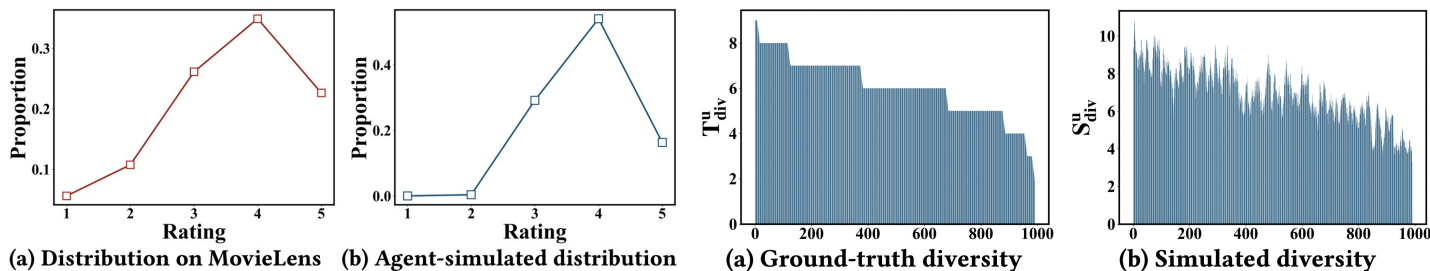 Proportion
0.3
0.2
0.1
1 2 3 4 5
Rating
(a) Distribution on MovieLens
Proportion
0.4
0.2
0.0
1 2 3 4 5
Rating
(b) Agent-simulated distribution
T^u_div
8
6
4
2
0
0 200 400 600 800 1000
(a) Ground-truth diversity
S^u_div
10
8
6
4
2
0
0 200 400 600 800 1000
(b) Simulated diversity